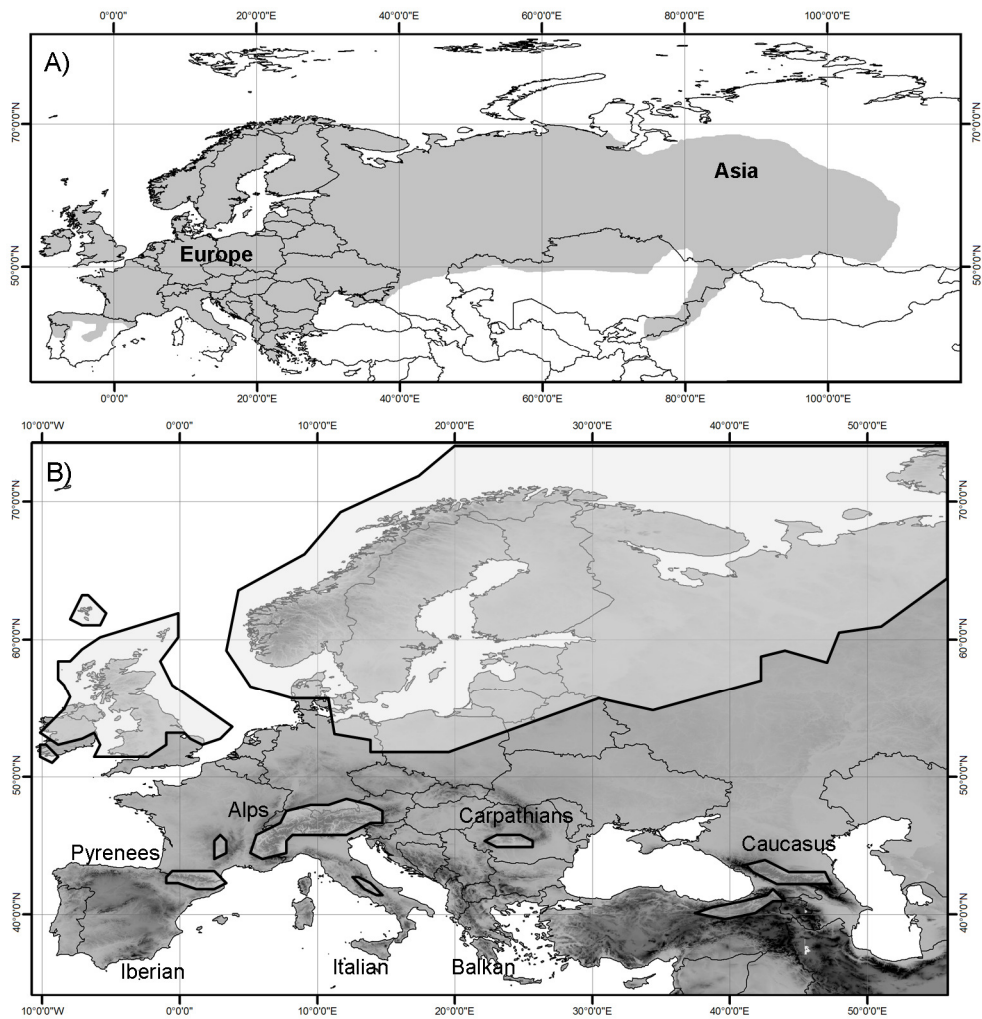 0°0'0" 20°0'0"E 40°0'0"E 60°0'0"E 80°0'0"E 100°0'0"E
A)
70°0'0"N 70°0'0"N
Asia
Europe
50°0'0"N 50°0'0"N
0°0'0" 20°0'0"E 40°0'0"E 60°0'0"E 80°0'0"E 100°0'0"E
10°0'0"W 0°0'0" 10°0'0"E 20°0'0"E 30°0'0"E 40°0'0"E 50°0'0"E
B)
70°0'0"N 70°0'0"N
60°0'0"N 60°0'0"N
50°0'0"N 50°0'0"N
Alps Carpathians
Pyrenees Caucasus
40°0'0"N 40°0'0"N
Iberian Italian Balkan
10°0'0"W 0°0'0" 10°0'0"E 20°0'0"E 30°0'0"E 40°0'0"E 50°0'0"E